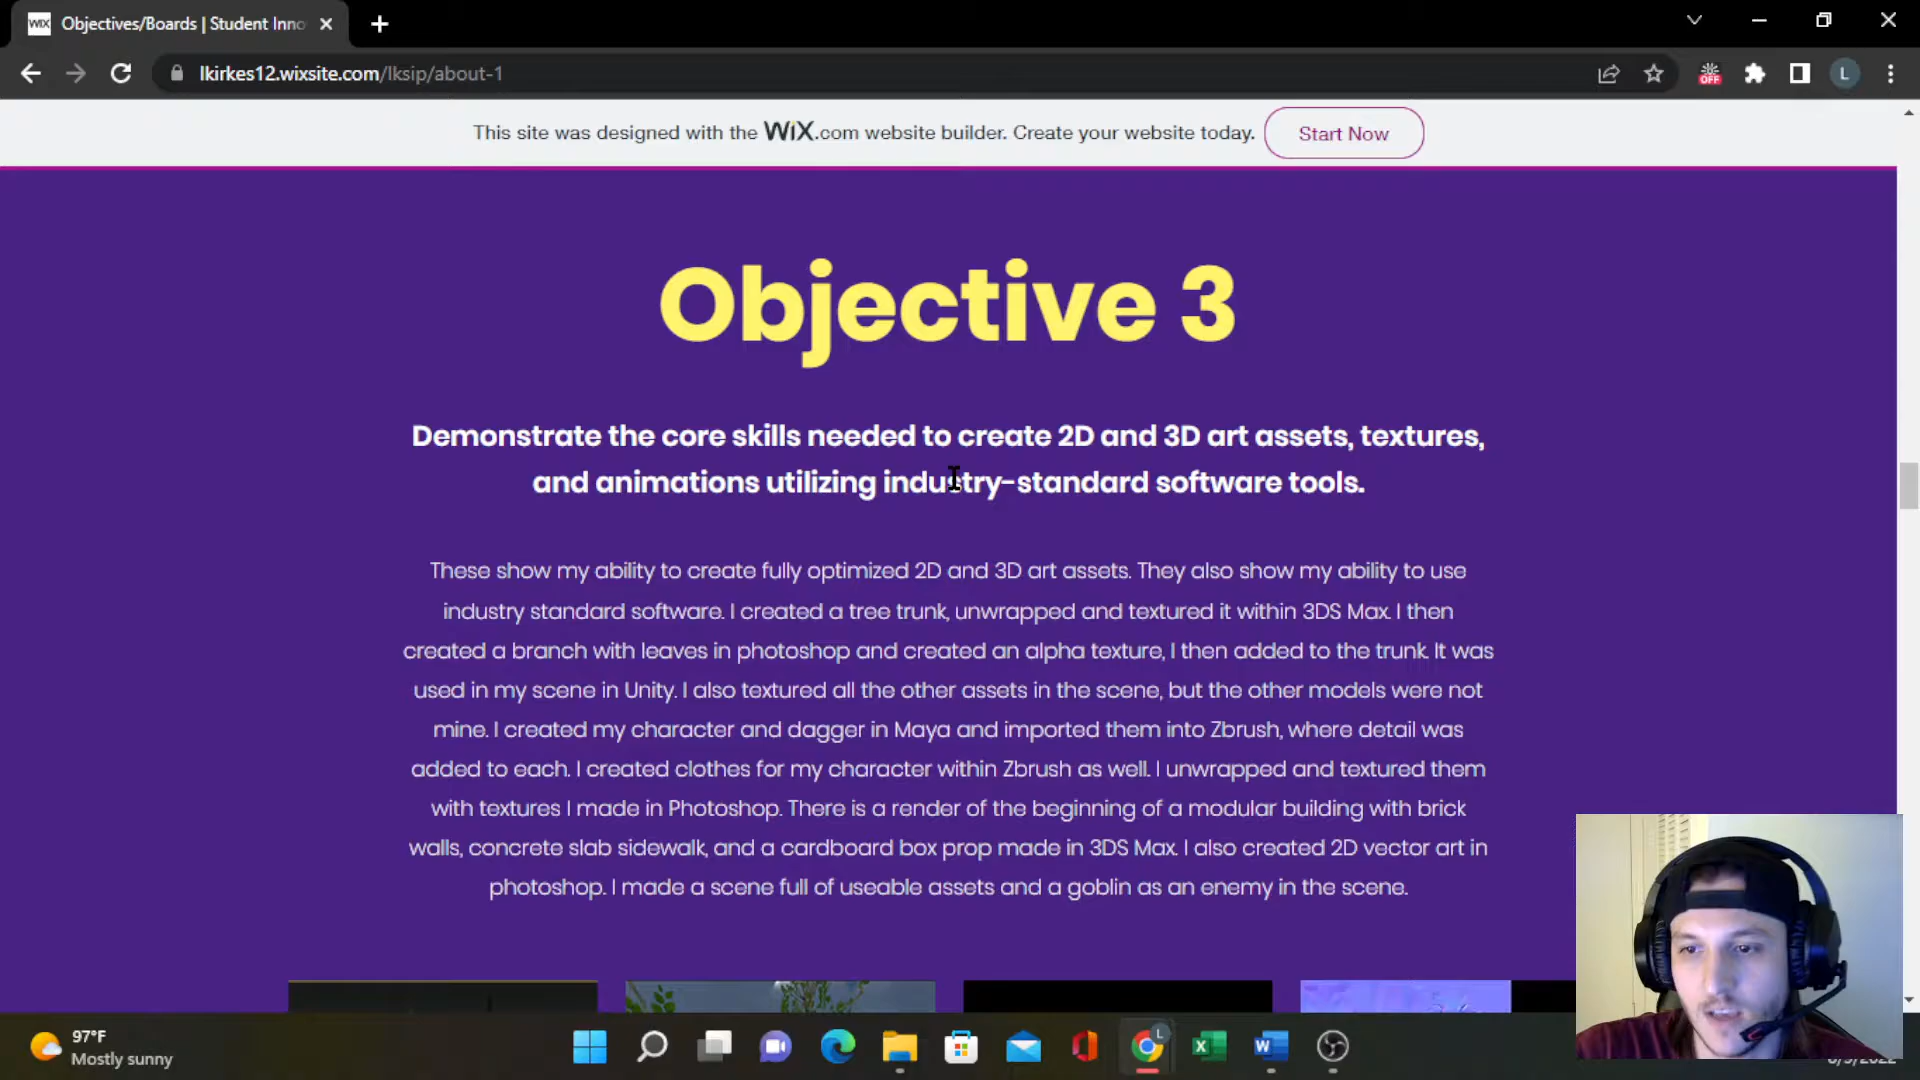 WiX Objectives/Boards | Student Inno
lkirkes12.wixsite.com/lksip/about-1
OFF
L
This site was designed with the WiX.com website builder. Create your website today.
Start Now
Objective 3
Demonstrate the core skills needed to create 2D and 3D art assets, textures,
and animations utilizing industry-standard software tools.
These show my ability to create fully optimized 2D and 3D art assets. They also show my ability to use
industry standard software. I created a tree trunk, unwrapped and textured it within 3DS Max. I then
created a branch with leaves in photoshop and created an alpha texture, I then added to the trunk. It was
used in my scene in Unity. I also textured all the other assets in the scene, but the other models were not
mine. I created my character and dagger in Maya and imported them into Zbrush, where detail was
added to each. I created clothes for my character within Zbrush as well. I unwrapped and textured them
with textures I made in Photoshop. There is a render of the beginning of a modular building with brick
walls, concrete slab sidewalk, and a cardboard box prop made in 3DS Max. I also created 2D vector art in
photoshop. I made a scene full of useable assets and a goblin as an enemy in the scene.
97°F
Mostly sunny
L
X
W